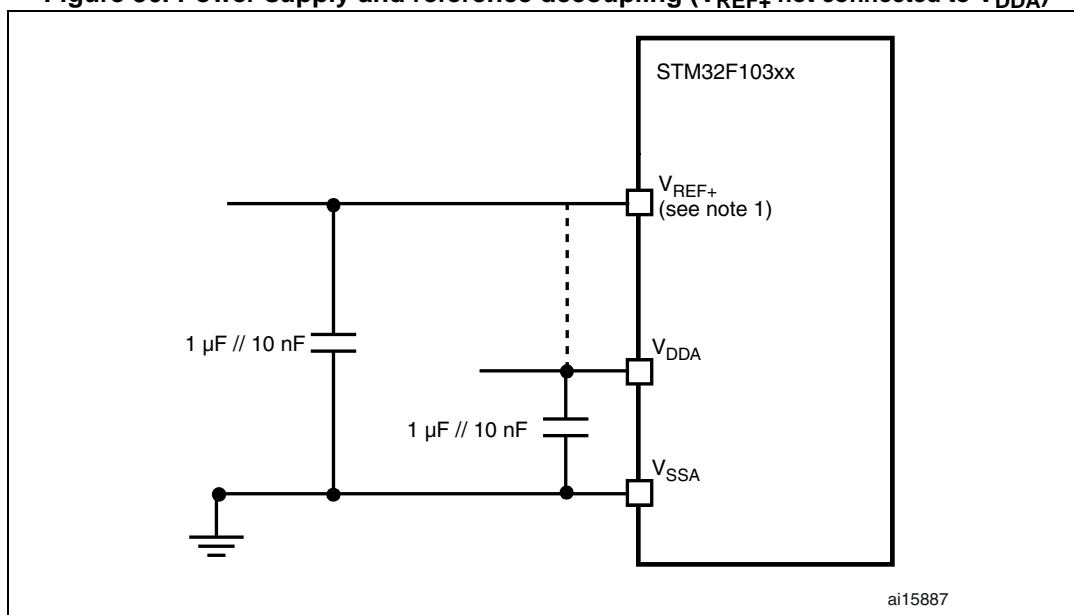 Figure 36. Power supply and reference decoupling (VREF+ not connected to VDDA)
STM32F103xx
VREF+
(see note 1)
1 µF // 10 nF
VDDA
1 µF // 10 nF
VSSA
ai15887